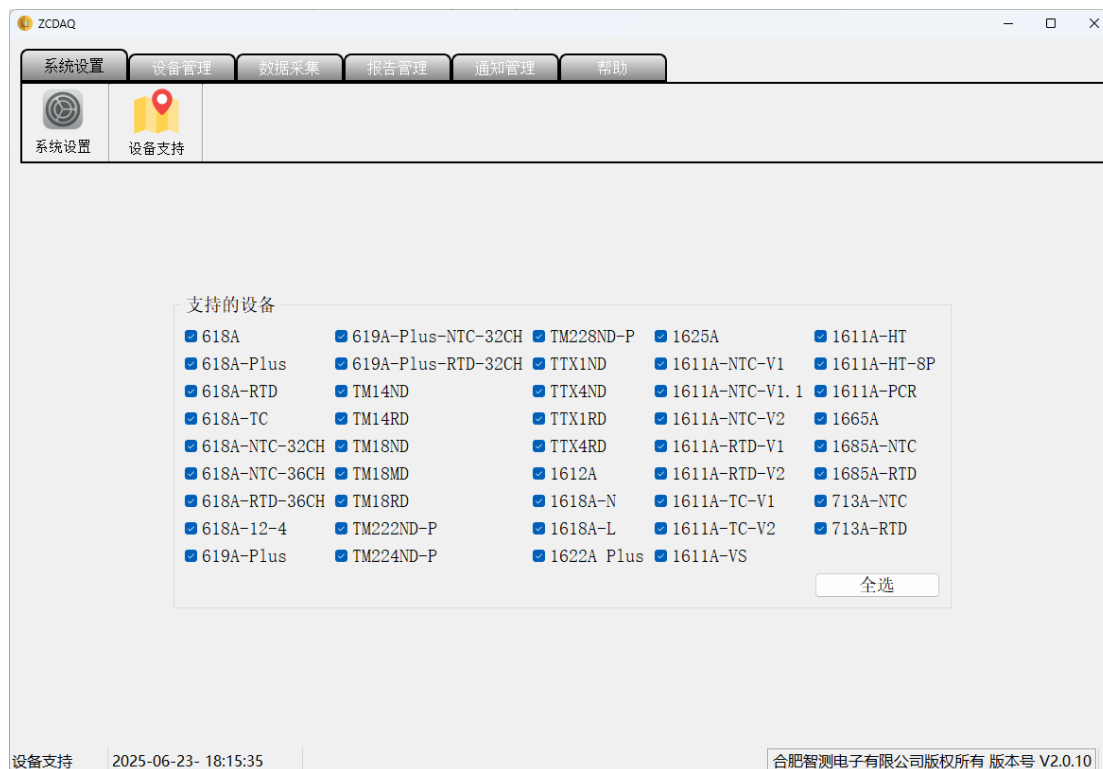 ZCDAQ
系统设置 设备管理 数据采集 报告管理 通知管理 帮助
系统设置 设备支持
支持的设备
618A 619A-Plus-NTC-32CH TM228ND-P 1625A 1611A-HT
618A-Plus 619A-Plus-RTD-32CH TTX1ND 1611A-NTC-V1 1611A-HT-8P
618A-RTD TM14ND TTX4ND 1611A-NTC-V1.1 1611A-PCR
618A-TC TM14RD TTX1RD 1611A-NTC-V2 1665A
618A-NTC-32CH TM18ND TTX4RD 1611A-RTD-V1 1685A-NTC
618A-NTC-36CH TM18MD 1612A 1611A-RTD-V2 1685A-RTD
618A-RTD-36CH TM18RD 1618A-N 1611A-TC-V1 713A-NTC
618A-12-4 TM222ND-P 1618A-L 1611A-TC-V2 713A-RTD
619A-Plus TM224ND-P 1622A Plus 1611A-VS
全选
设备支持 2025-06-23- 18:15:35 合肥智测电子有限公司版权所有 版本号 V2.0.10